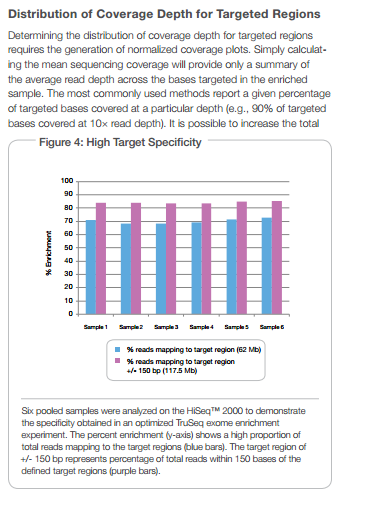 Distribution of Coverage Depth for Targeted Regions
Determining the distribution of coverage depth for targeted regions
requires the generation of normalized coverage plots. Simply calculat-
ing the mean sequencing coverage will provide only a summary of
the average read depth across the bases targeted in the enriched
sample. The most commonly used methods report a given percentage
of targeted bases covered at a particular depth (e.g., 90% of targeted
bases covered at 10× read depth). It is possible to increase the total
Figure 4: High Target Specificity
100
90
80
70
60
50
40
30
20
10
0
% Enrichment
Sample 1 Sample 2 Sample 3 Sample 4 Sample 5 Sample 6
% reads mapping to target region (62 Mb)
% reads mapping to target region
+/- 150 bp (117.5 Mb)
Six pooled samples were analyzed on the HiSeq™ 2000 to demonstrate
the specificity obtained in an optimized TruSeq exome enrichment
experiment. The percent enrichment (y-axis) shows a high proportion of
total reads mapping to the target regions (blue bars). The target region of
+/- 150 bp represents percentage of total reads within 150 bases of the
defined target regions (purple bars).